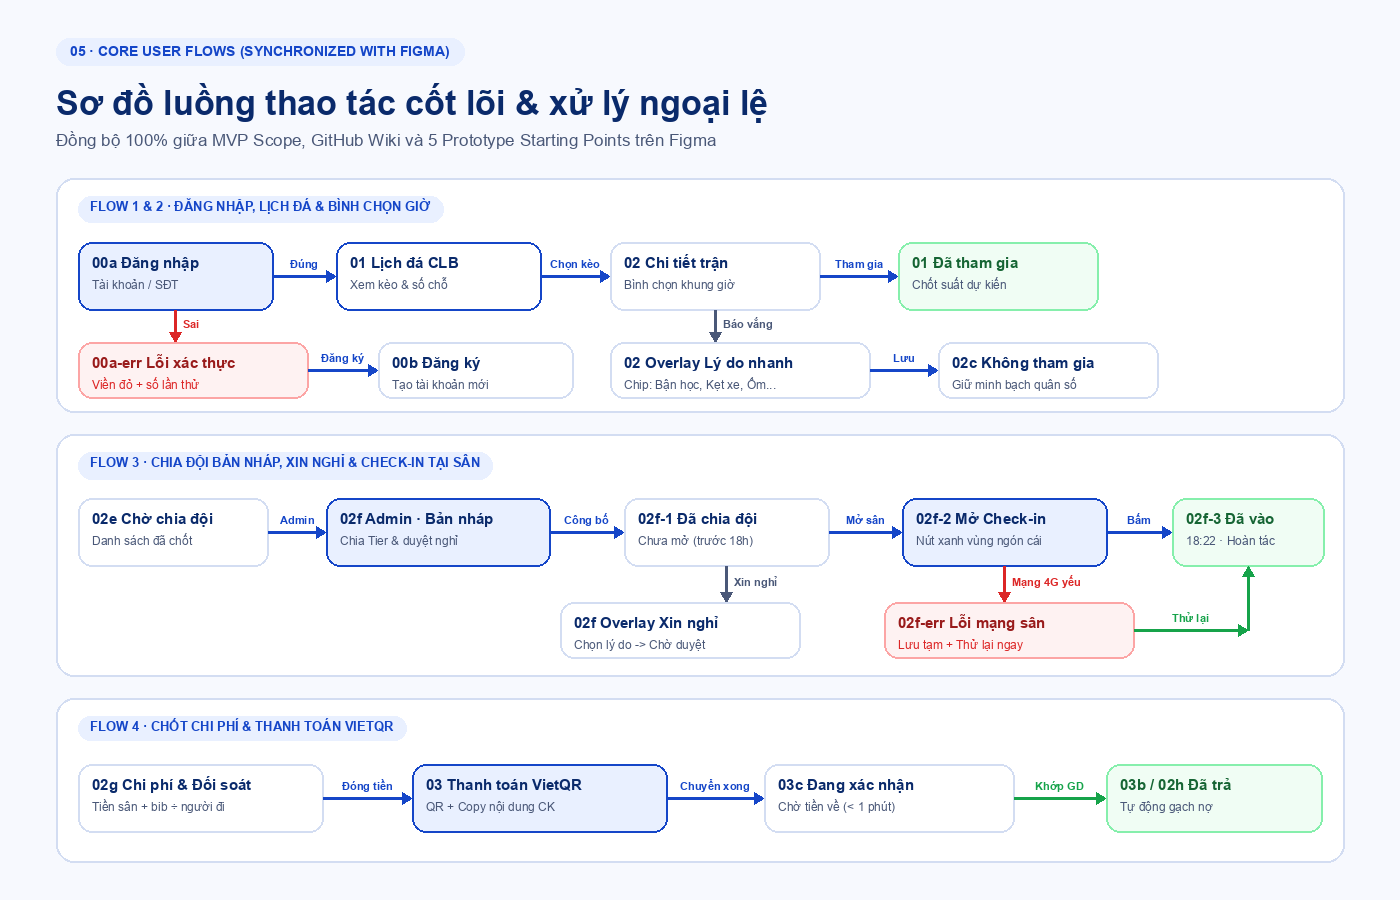 05 · CORE USER FLOWS (SYNCHRONIZED WITH FIGMA)
Sơ đồ luồng thao tác cốt lõi & xử lý ngoại lệ
Đồng bộ 100% giữa MVP Scope, GitHub Wiki và 5 Prototype Starting Points trên Figma
FLOW 1 & 2 · ĐĂNG NHẬP, LỊCH ĐÁ & BÌNH CHỌN GIỜ
00a Đăng nhập
Tài khoản / SĐT
Đúng
01 Lịch đá CLB
Xem kèo & số chỗ
Chọn kèo
02 Chi tiết trận
Bình chọn khung giờ
Tham gia
01 Đã tham gia
Chốt suất dự kiến
Sai
Báo vắng
00a-err Lỗi xác thực
Viền đỏ + số lần thử
Đăng ký
00b Đăng ký
Tạo tài khoản mới
02 Overlay Lý do nhanh
Chip: Bận học, Kẹt xe, Ốm...
Lưu
02c Không tham gia
Giữ minh bạch quân số
FLOW 3 · CHIA ĐỘI BẢN NHÁP, XIN NGHỈ & CHECK-IN TẠI SÂN
02e Chờ chia đội
Danh sách đã chốt
Admin
02f Admin · Bản nháp
Chia Tier & duyệt nghỉ
Công bố
02f-1 Đã chia đội
Chưa mở (trước 18h)
Mở sân
02f-2 Mở Check-in
Nút xanh vùng ngón cái
Bấm
02f-3 Đã vào
18:22 · Hoàn tác
Xin nghỉ
Mạng 4G yếu
02f Overlay Xin nghỉ
Chọn lý do -> Chờ duyệt
02f-err Lỗi mạng sân
Lưu tạm + Thử lại ngay
Thử lại
FLOW 4 · CHỐT CHI PHÍ & THANH TOÁN VIETQR
02g Chi phí & Đối soát
Tiền sân + bib ÷ người đi
Đóng tiền
03 Thanh toán VietQR
QR + Copy nội dung CK
Chuyển xong
03c Đang xác nhận
Chờ tiền về (< 1 phút)
Khớp GD
03b / 02h Đã trả
Tự động gạch nợ